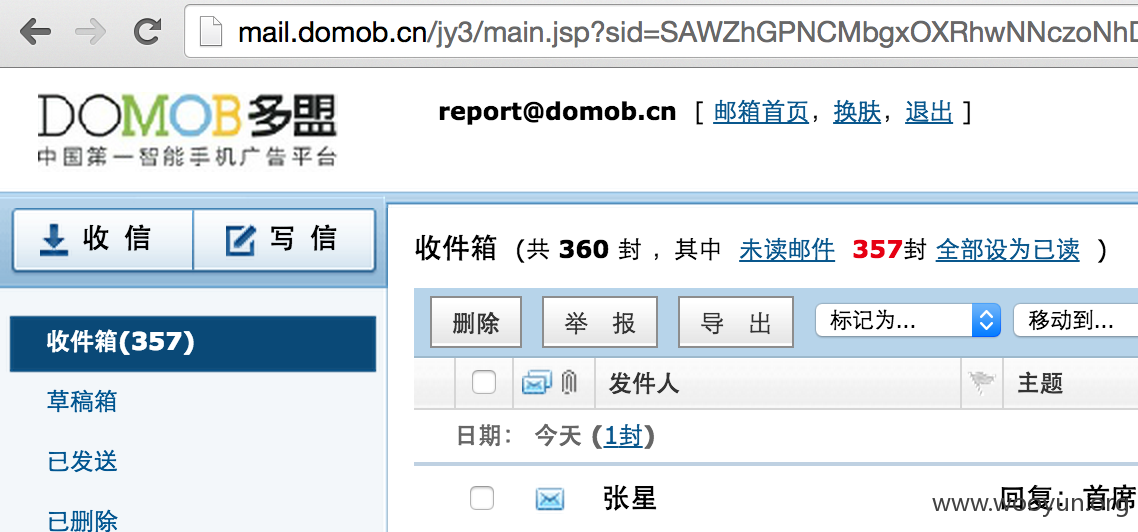 mail.domob.cn/jy3/main.jsp?sid=SAWZhGPNCMbgxOXRhwNNczoNh
DOMOB多盟
中国第一智能手机广告平台
report@domob.cn [ 邮箱首页, 换肤, 退出 ]
收 信 写 信
收件箱 (共 360 封 , 其中 未读邮件 357封 全部设为已读 )
删除 举 报 导 出 标记为... 移动到...
收件箱(357)
发件人 主题
草稿箱
日期: 今天 (1封)
已发送
张星 回复: 首席
已删除
www.wooyun.org